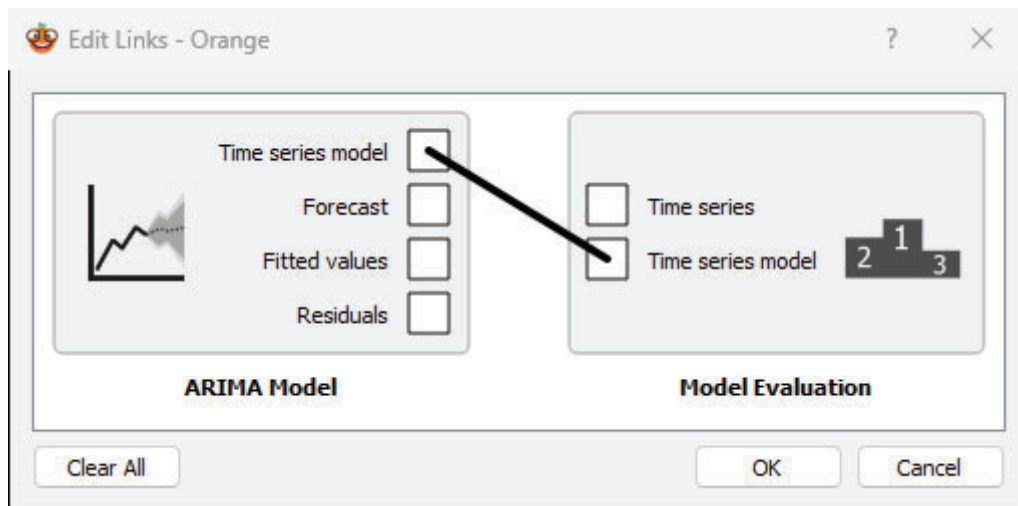 Edit Links - Orange
?
Time series model
Forecast
Fitted values
Residuals
ARIMA Model
Time series
Time series model
2 1 3
Model Evaluation
Clear All
OK
Cancel